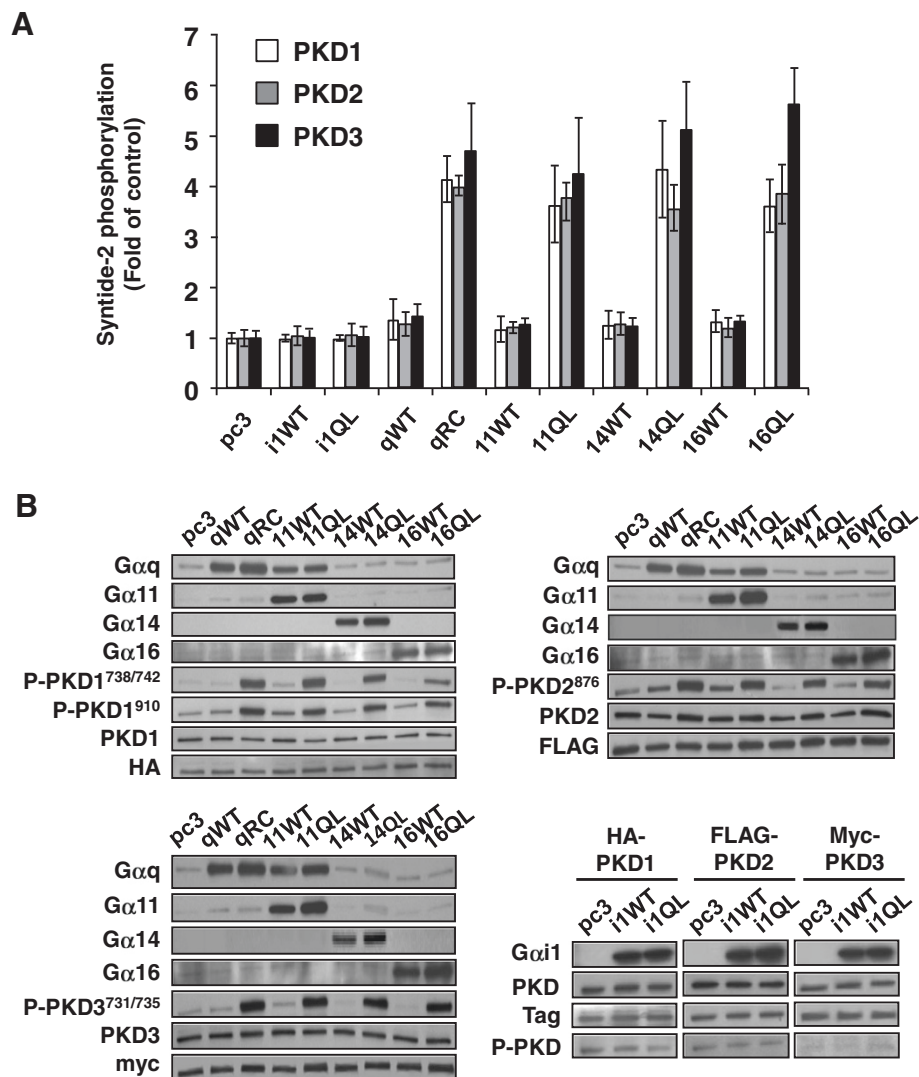 A
Syntide-2 phosphorylation
(Fold of control)
7
6
5
4
3
2
1
0
PKD1
PKD2
PKD3
pc3
i1WT
i1QL
qWT
qRC
11WT
11QL
14WT
14QL
16WT
16QL
B
pc3 qWT qRC 11WT 11QL 14WT 14QL 16WT 16QL
Gαq
Gα11
Gα14
Gα16
P-PKD1738/742
P-PKD1910
PKD1
HA
pc3 qWT qRC 11WT 11QL 14WT 14QL 16WT 16QL
Gαq
Gα11
Gα14
Gα16
P-PKD2876
PKD2
FLAG
pc3 qWT qRC 11WT 11QL 14WT 14QL 16WT 16QL
Gαq
Gα11
Gα14
Gα16
P-PKD3731/735
PKD3
myc
HA-
PKD1
FLAG-
PKD2
Myc-
PKD3
pc3 i1WT i1QL pc3 i1WT i1QL pc3 i1WT i1QL
Gαi1
PKD
Tag
P-PKD